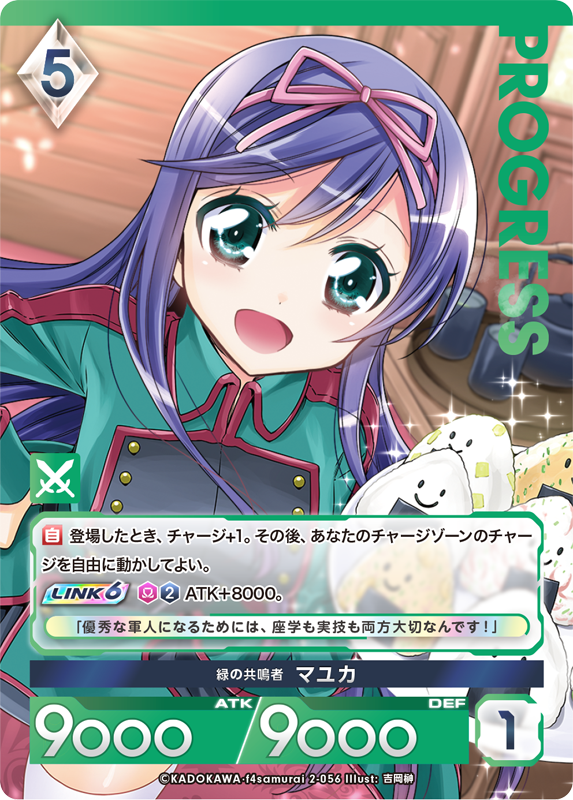 5
PROGRESS
自 登場したとき、チャージ+1。その後、あなたのチャージゾーンのチャー
ジを自由に動かしてよい。
LINK6 2 ATK+8000。
「優秀な軍人になるためには、座学も実技も両方大切なんです!」
緑の共鳴者 マユカ
ATK DEF
9000 9000 1
©KADOKAWA-f4samurai 2-056 Illust: 吉岡榊